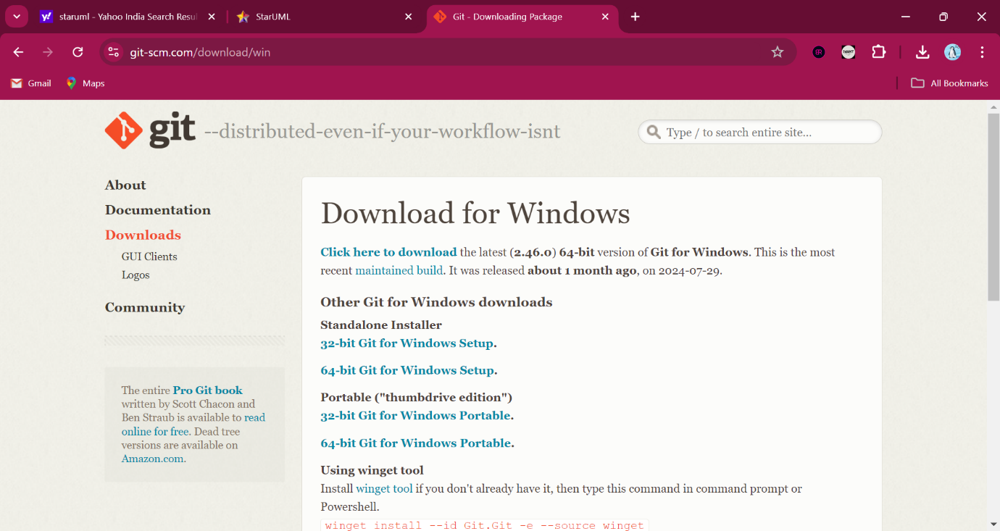 staruml - Yahoo India Search Resul
StarUML
Git - Downloading Package
git-scm.com/download/win
Gmail
Maps
All Bookmarks
git --distributed-even-if-your-workflow-isnt
Type / to search entire site...
About
Documentation
Downloads
GUI Clients
Logos
Community
The entire Pro Git book
written by Scott Chacon and
Ben Straub is available to read
online for free. Dead tree
versions are available on
Amazon.com.
Download for Windows
Click here to download the latest (2.46.0) 64-bit version of Git for Windows. This is the most
recent maintained build. It was released about 1 month ago, on 2024-07-29.
Other Git for Windows downloads
Standalone Installer
32-bit Git for Windows Setup.
64-bit Git for Windows Setup.
Portable ("thumbdrive edition")
32-bit Git for Windows Portable.
64-bit Git for Windows Portable.
Using winget tool
Install winget tool if you don't already have it, then type this command in command prompt or
Powershell.
winget install --id Git.Git -e --source winget